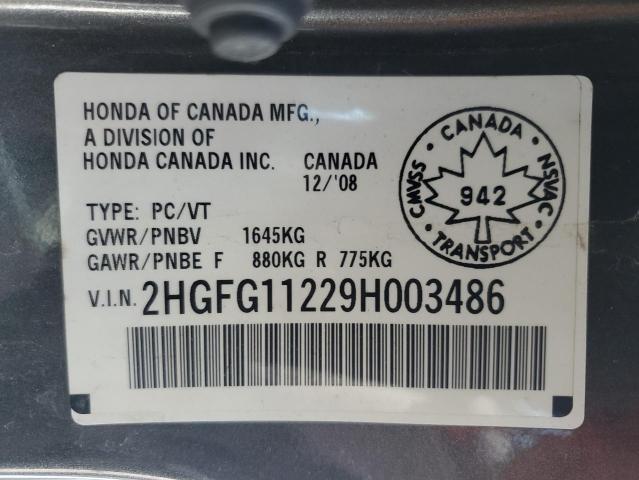 HONDA OF CANADA MFG.,
A DIVISION OF
HONDA CANADA INC. CANADA
12/'08
TYPE: PC/VT
GVWR/PNBV 1645KG
GAWR/PNBE F 880KG R 775KG
V.I.N. 2HGFG11229H003486
CANADA
CMVSS
942
NSVAC
TRANSPORT